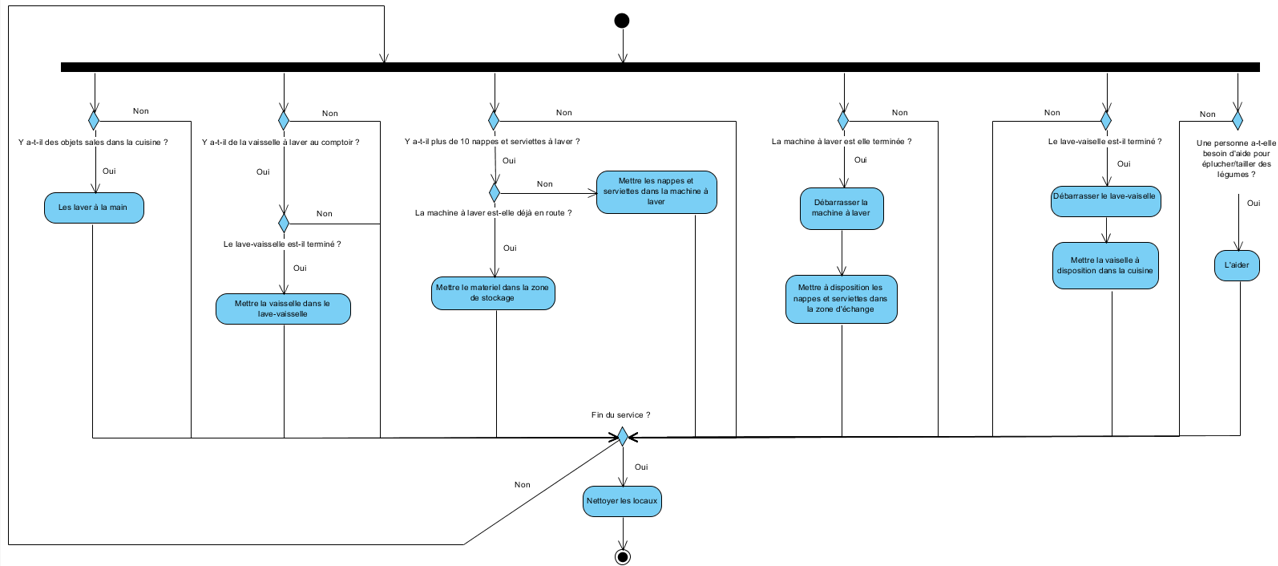 Non
Non
Non
Non
Non
Non
Y a-t-il des objets sales dans la cuisine ?
Y a-t-il de la vaisselle à laver au comptoir ?
Y a-t-il plus de 10 nappes et serviettes à laver ?
La machine à laver est elle terminée ?
Le lave-vaiselle est-il terminé ?
Une personne a-t-elle
besoin d'aide pour
éplucher/tailler des
légumes ?
Oui
Oui
Oui
Oui
Oui
Oui
Les laver à la main
Non
Le lave-vaisselle est-il terminé ?
Oui
Mettre la vaisselle dans le
lave-vaisselle
Non
Mettre les nappes et
serviettes dans la machine à
laver
La machine à laver est-elle déjà en route ?
Oui
Mettre le materiel dans la zone
de stockage
Débarrasser la
machine à laver
Mettre à disposition les
nappes et serviettes dans
la zone d'échange
Débarrasser le lave-vaiselle
Mettre la vaiselle à
disposition dans la cuisine
L'aider
Fin du service ?
Non
Oui
Nettoyer les locaux